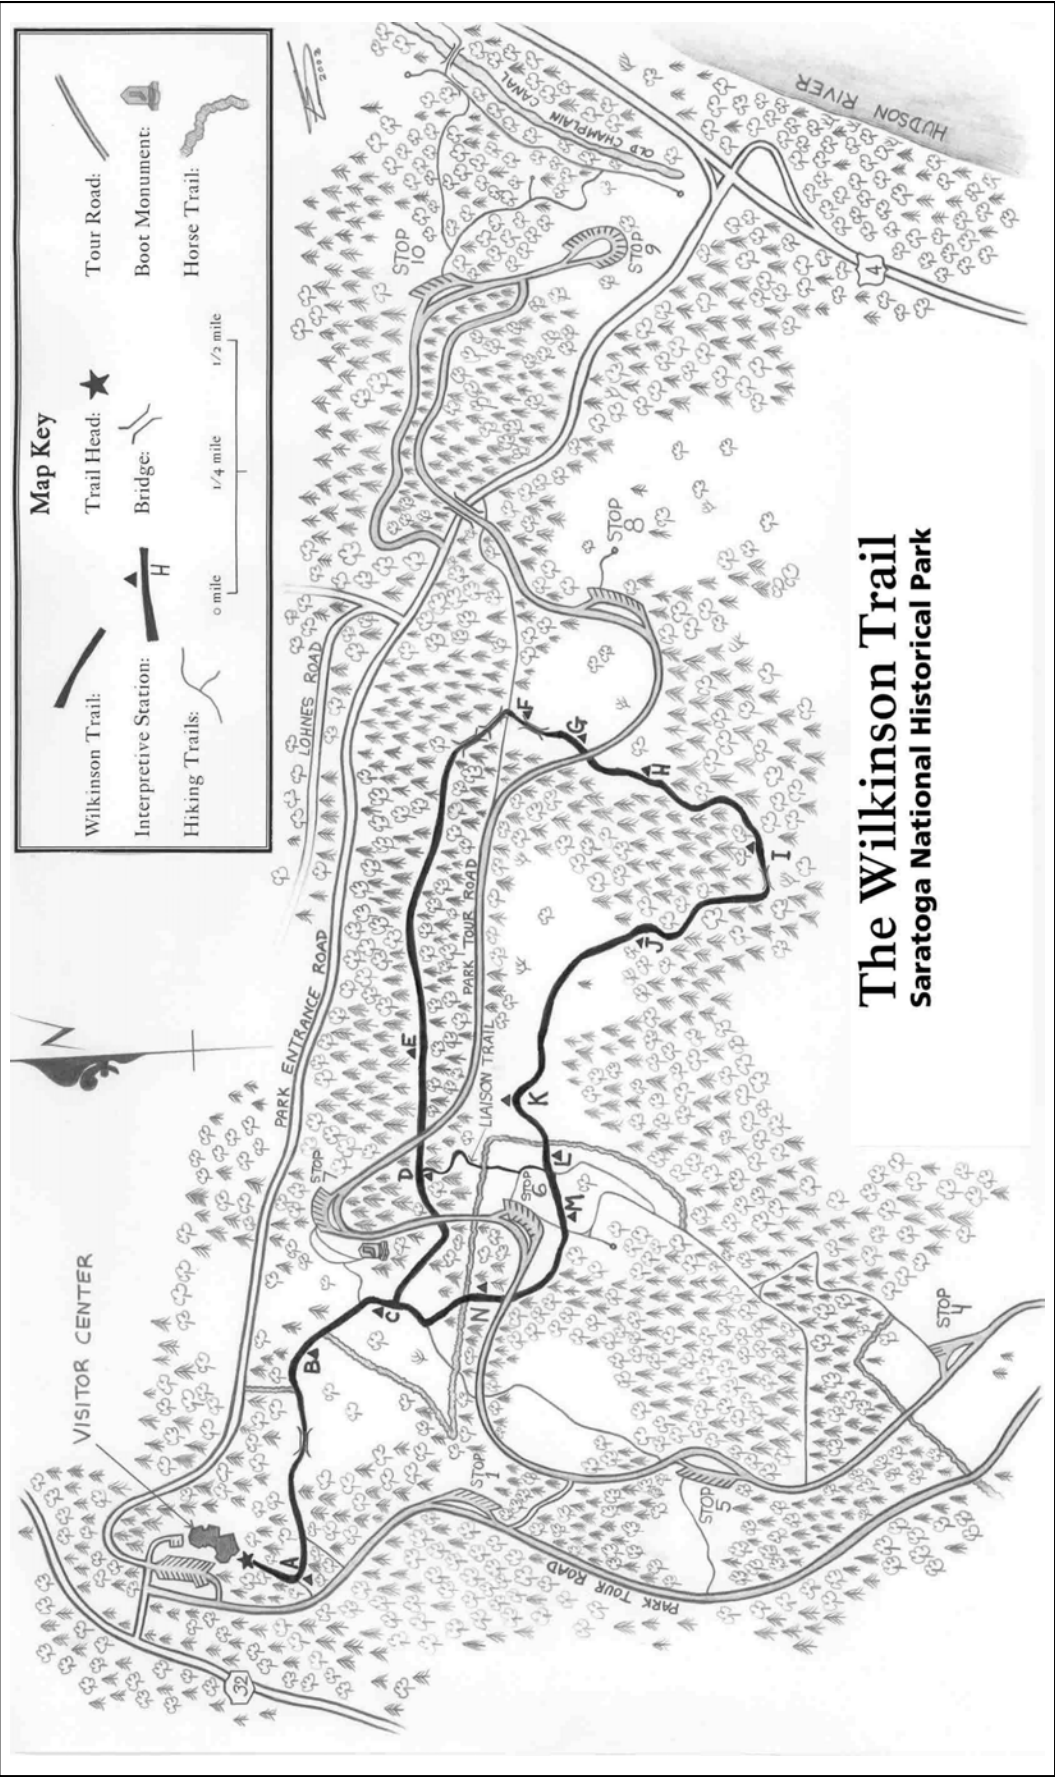 Map Key
Wilkinson Trail:
Trail Head:
Tour Road:
Interpretive Station:
H
Bridge:
Boot Monument:
Hiking Trails:
Horse Trail:
0 mile
1/4 mile
1/2 mile
2002
N
VISITOR CENTER
32
PARK ENTRANCE ROAD
LOHNES ROAD
STOP
7
STOP
10
STOP
9
OLD CHAMPLAIN
CANAL
HUDSON RIVER
4
A
B
C
D
E
F
G
H
I
J
K
L
M
N
PARK TOUR ROAD
LIAISON TRAIL
STOP
6
STOP
8
STOP
1
STOP
5
STOP
4
PARK TOUR ROAD
The Wilkinson Trail
Saratoga National Historical Park